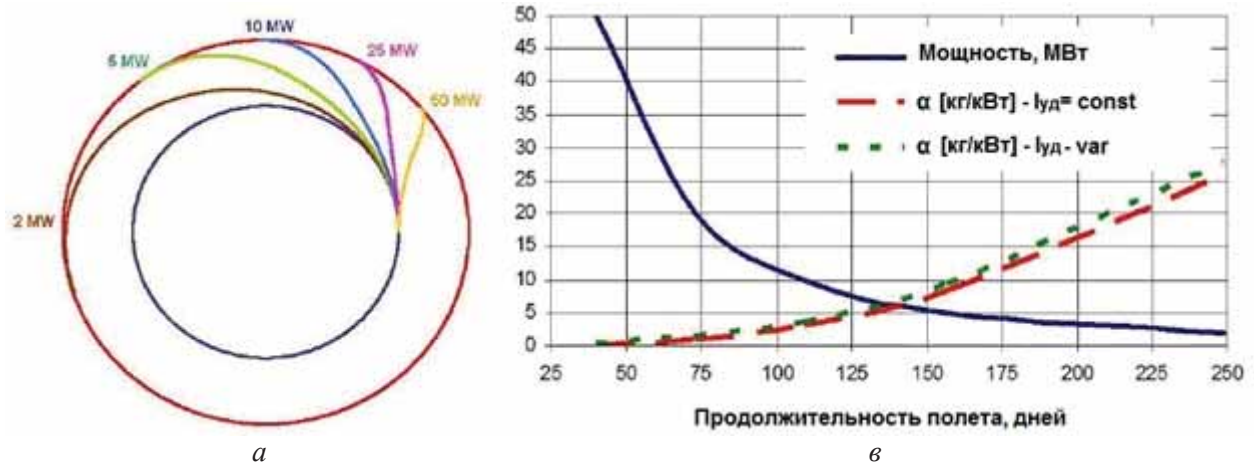 10 MW
25 MW
5 MW
50 MW
2 MW
а
50
45
40
35
30
25
20
15
10
5
0
25 50 75 100 125 150 175 200 225 250
Мощность, МВт
α [кг/кВт] - Iуд= const
α [кг/кВт] - Iуд - var
Продолжительность полета, дней
в